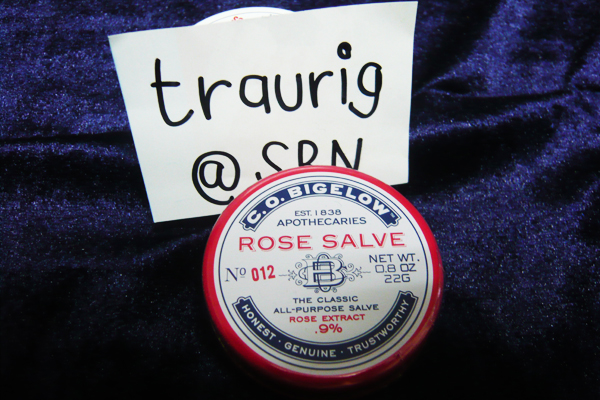 traurig
@SRN
C.O. BIGELOW
EST. 1838
APOTHECARIES
ROSE SALVE
Nº 012
NET WT.
0.8 OZ
22G
THE CLASSIC
ALL-PURPOSE SALVE
ROSE EXTRACT
.9%
HONEST · GENUINE · TRUSTWORTHY